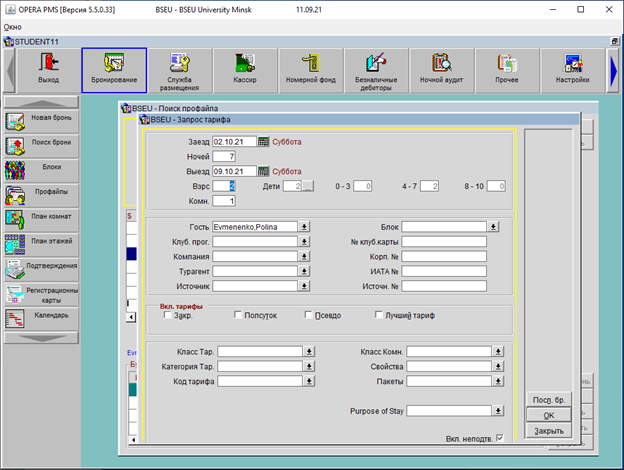 OPERA PMS [Версия 5.5.0.33] BSEU - BSEU University Minsk 11.09.21
Окно
STUDENT11
Выход Бронирование Служба размещения Кассир Номерной фонд Безналичные дебиторы Ночной аудит Прочее Настройки
Новая бронь
Поиск брони
Блоки
Профайлы
План комнат
План этажей
Подтверждения
Регистрационные карты
Календарь
BSEU - Поиск профайла
BSEU - Запрос тарифа
Заезд 02.10.21 Суббота
Ночей 7
Выезд 09.10.21 Суббота
Взрс 2 Дети 2 ... 0 - 3 0 4 - 7 2 8 - 10 0
Комн. 1
Гость Evmenenko,Polina Блок
Клуб. прог. № клуб.карты
Компания Корп. №
Турагент ИАТА №
Источник Источн. №
Вкл. тарифы
Закр. Полсуток Псевдо Лучший тариф
Класс Тар. Класс Комн.
Категория Тар. Свойства
Код тарифа Пакеты
Purpose of Stay
Вкл. неподтв.
Посл. бр.
OK
Закрыть